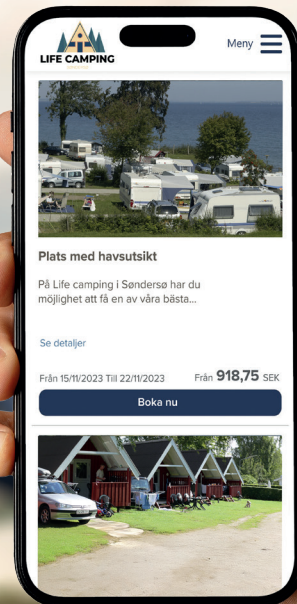 LIFE CAMPING
Meny
Plats med havsutsikt
På Life camping i Søndersø har du
möjlighet att få en av våra bästa...
Se detaljer
Från 15/11/2023 Till 22/11/2023
Från 918,75 SEK
Boka nu